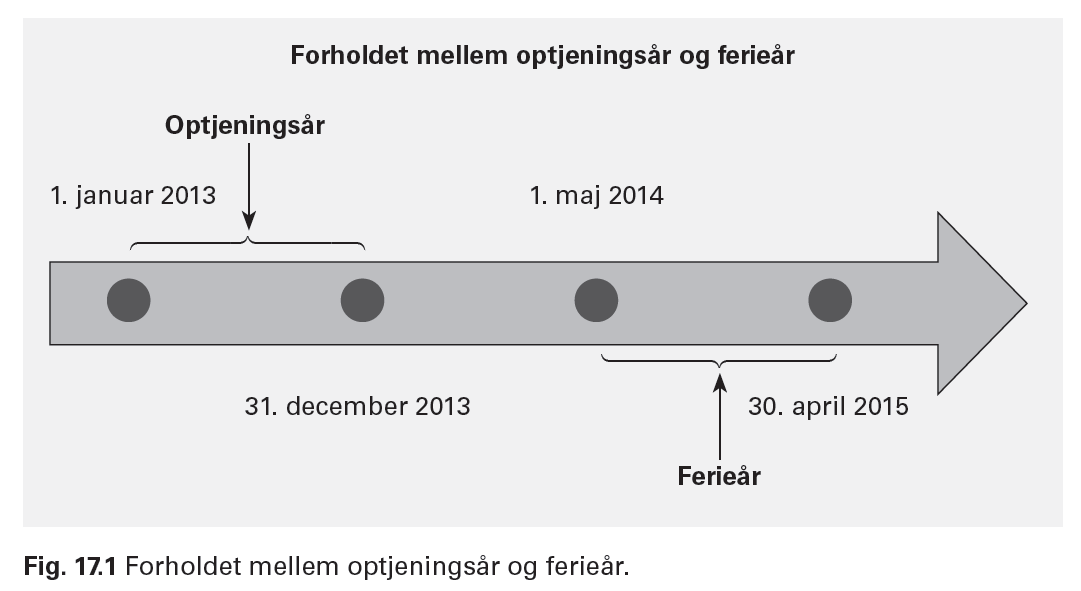 Forholdet mellem optjeningsår og ferieår
Optjeningsår
1. januar 2013
1. maj 2014
31. december 2013
30. april 2015
Ferieår
Fig. 17.1 Forholdet mellem optjeningsår og ferieår.